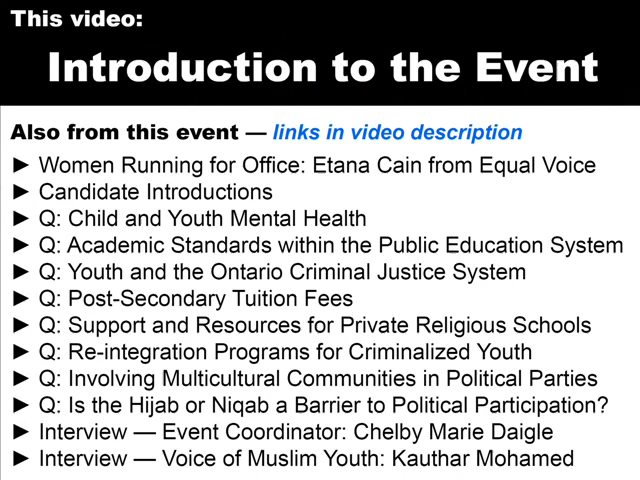 This video:
Introduction to the Event
Also from this event — links in video description
► Women Running for Office: Etana Cain from Equal Voice
► Candidate Introductions
► Q: Child and Youth Mental Health
► Q: Academic Standards within the Public Education System
► Q: Youth and the Ontario Criminal Justice System
► Q: Post-Secondary Tuition Fees
► Q: Support and Resources for Private Religious Schools
► Q: Re-integration Programs for Criminalized Youth
► Q: Involving Multicultural Communities in Political Parties
► Q: Is the Hijab or Niqab a Barrier to Political Participation?
► Interview — Event Coordinator: Chelby Marie Daigle
► Interview — Voice of Muslim Youth: Kauthar Mohamed